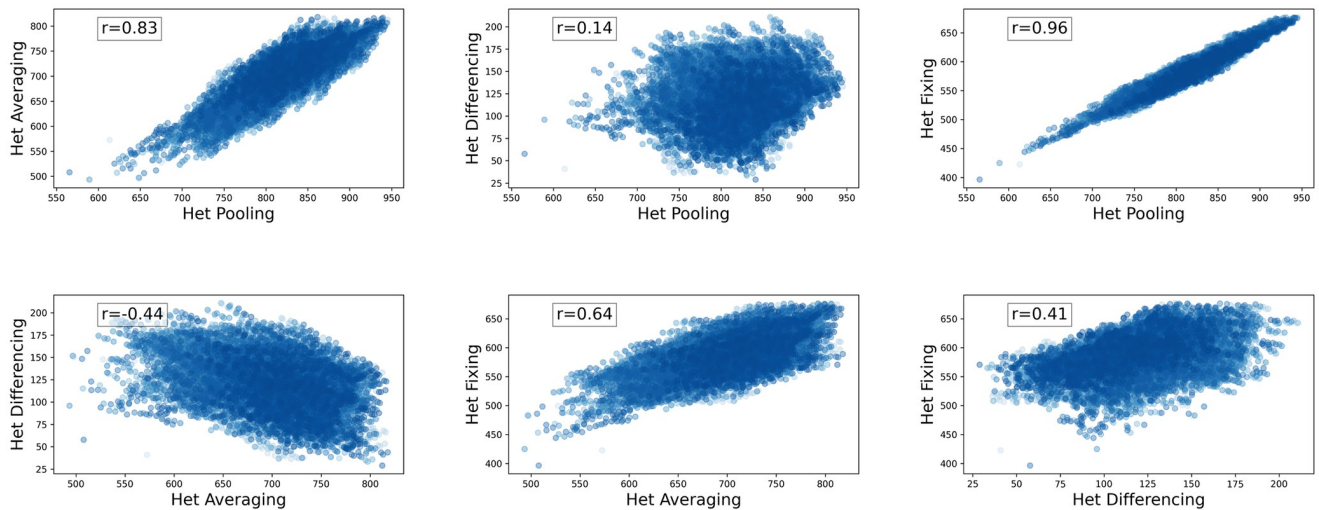 r=0.83
Het Averaging
800
750
700
650
600
550
500
550 600 650 700 750 800 850 900 950
Het Pooling
r=0.14
Het Differencing
200
175
150
125
100
75
50
25
550 600 650 700 750 800 850 900 950
Het Pooling
r=0.96
Het Fixing
650
600
550
500
450
400
550 600 650 700 750 800 850 900 950
Het Pooling
r=-0.44
Het Differencing
200
175
150
125
100
75
50
25
500 550 600 650 700 750 800
Het Averaging
r=0.64
Het Fixing
650
600
550
500
450
400
500 550 600 650 700 750 800
Het Averaging
r=0.41
Het Fixing
650
600
550
500
450
400
25 50 75 100 125 150 175 200
Het Differencing